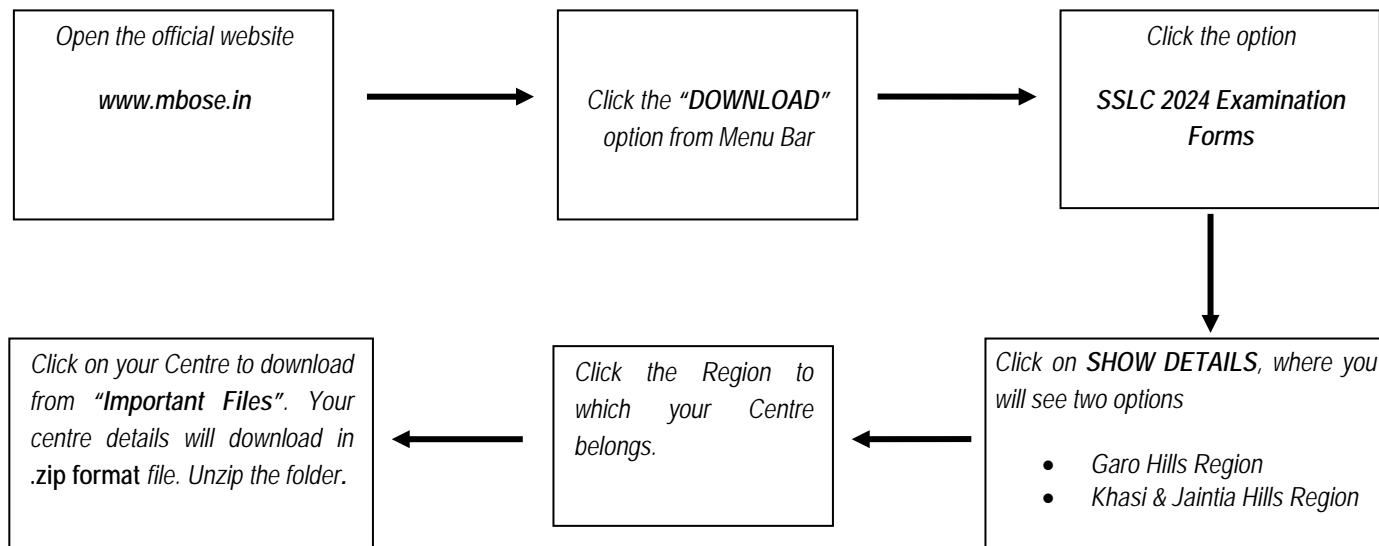 Open the official website
www.mbose.in
Click the “DOWNLOAD”
option from Menu Bar
Click the option
SSLC 2024 Examination
Forms
Click on SHOW DETAILS, where you
will see two options
• Garo Hills Region
• Khasi & Jaintia Hills Region
Click the Region to
which your Centre
belongs.
Click on your Centre to download
from “Important Files”. Your
centre details will download in
.zip format file. Unzip the folder.